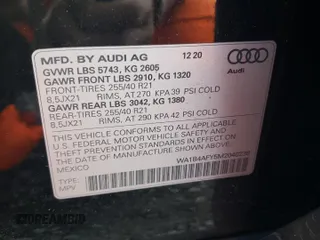 MFD. BY AUDI AG 12 20
GVWR LBS 5743, KG 2605
GAWR FRONT LBS 2910, KG 1320
FRONT-TIRES 255/40 R21
8,5JX21 RIMS, AT 270 KPA 39 PSI COLD
GAWR REAR LBS 3042, KG 1380
REAR-TIRES 255/40 R21
8,5JX21 RIMS, AT 290 KPA 42 PSI COLD
THIS VEHICLE CONFORMS TO ALL APPLICABLE
FEDERAL MOTOR VEHICLE SAFETY
STANDARDS IN EFFECT ON THE DATE OF
MANUFACTURE SHOWN ABOVE
MEXICO
TYPE:
MPV
Audi
DREAMBID